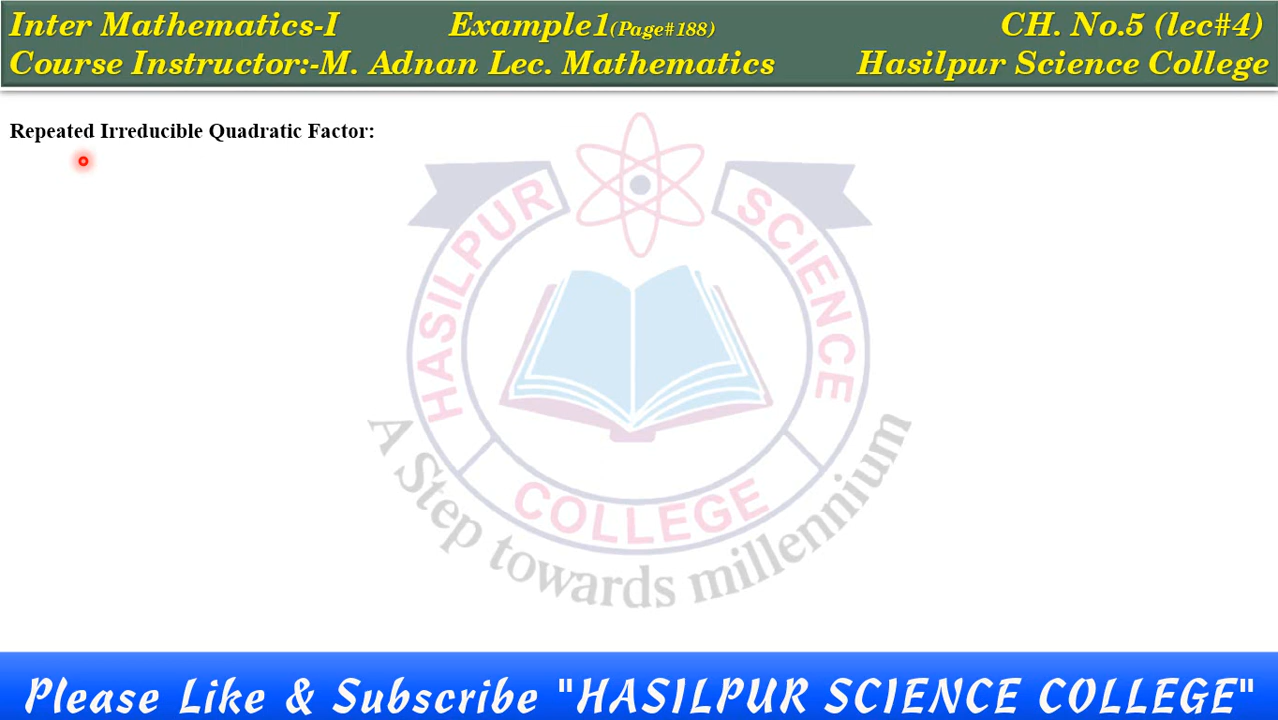 Inter Mathematics-I Example1(Page#188) CH. No.5 (lec#4)
Course Instructor:-M. Adnan Lec. Mathematics Hasilpur Science College
Repeated Irreducible Quadratic Factor:
HASILPUR SCIENCE
COLLEGE
A Step towards millennium
Please Like & Subscribe "HASILPUR SCIENCE COLLEGE"